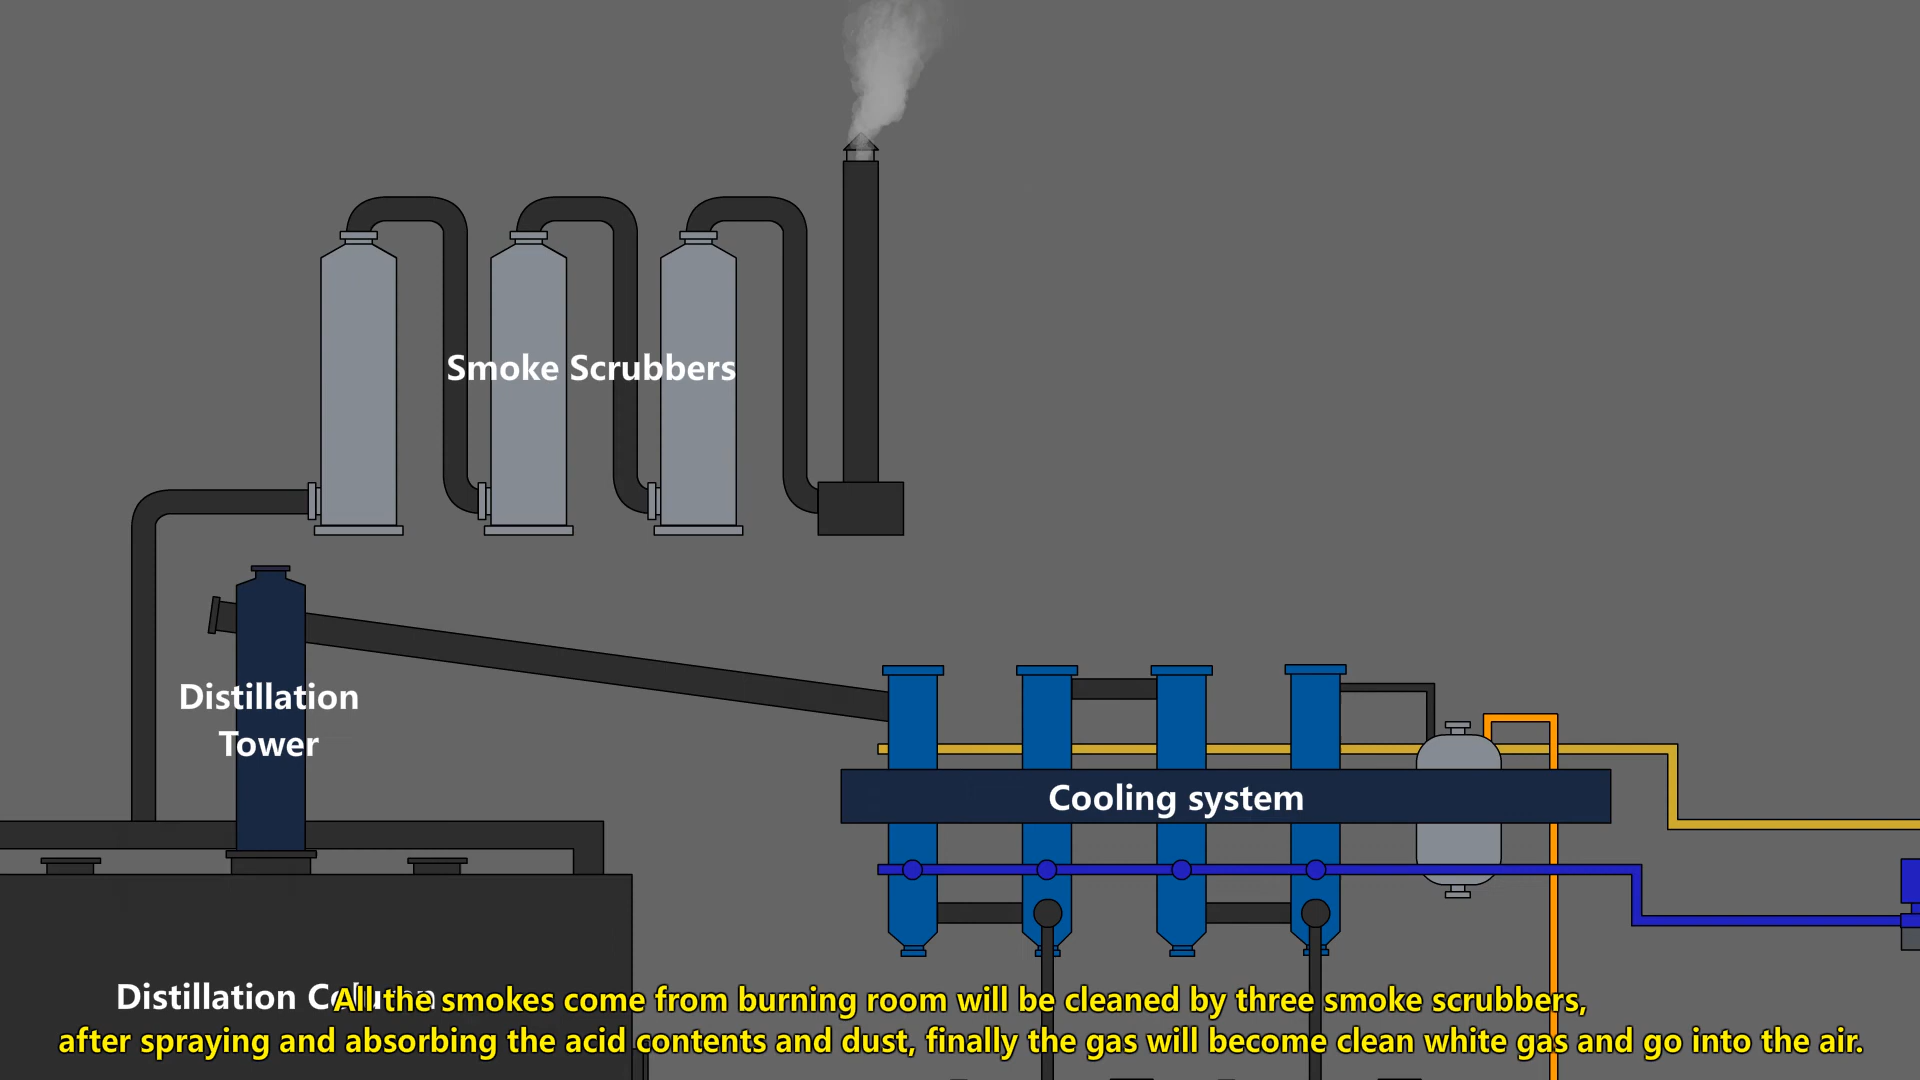 Smoke Scrubbers
Distillation
Tower
Cooling system
Distillation Column
All the smokes come from burning room will be cleaned by three smoke scrubbers,
after spraying and absorbing the acid contents and dust, finally the gas will become clean white gas and go into the air.